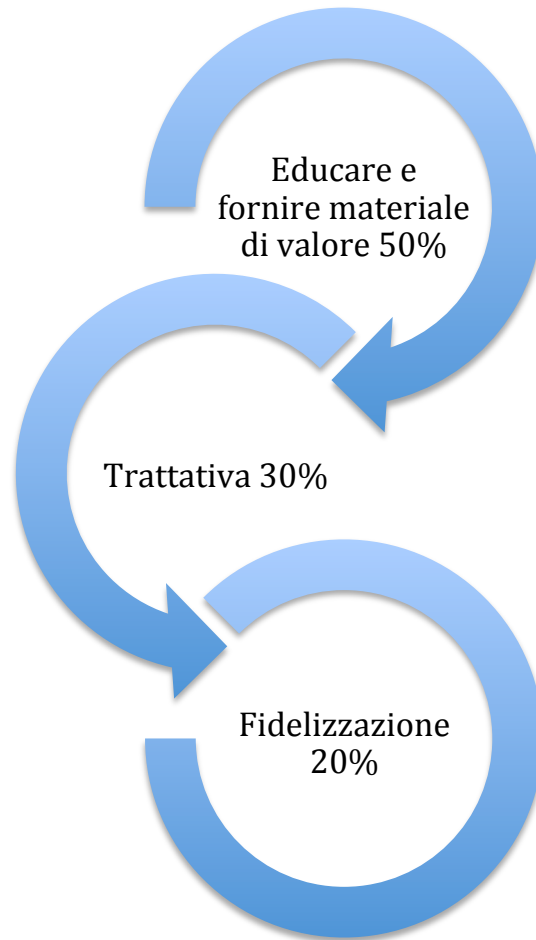 Educare e
fornire materiale
di valore 50%
Trattativa 30%
Fidelizzazione
20%